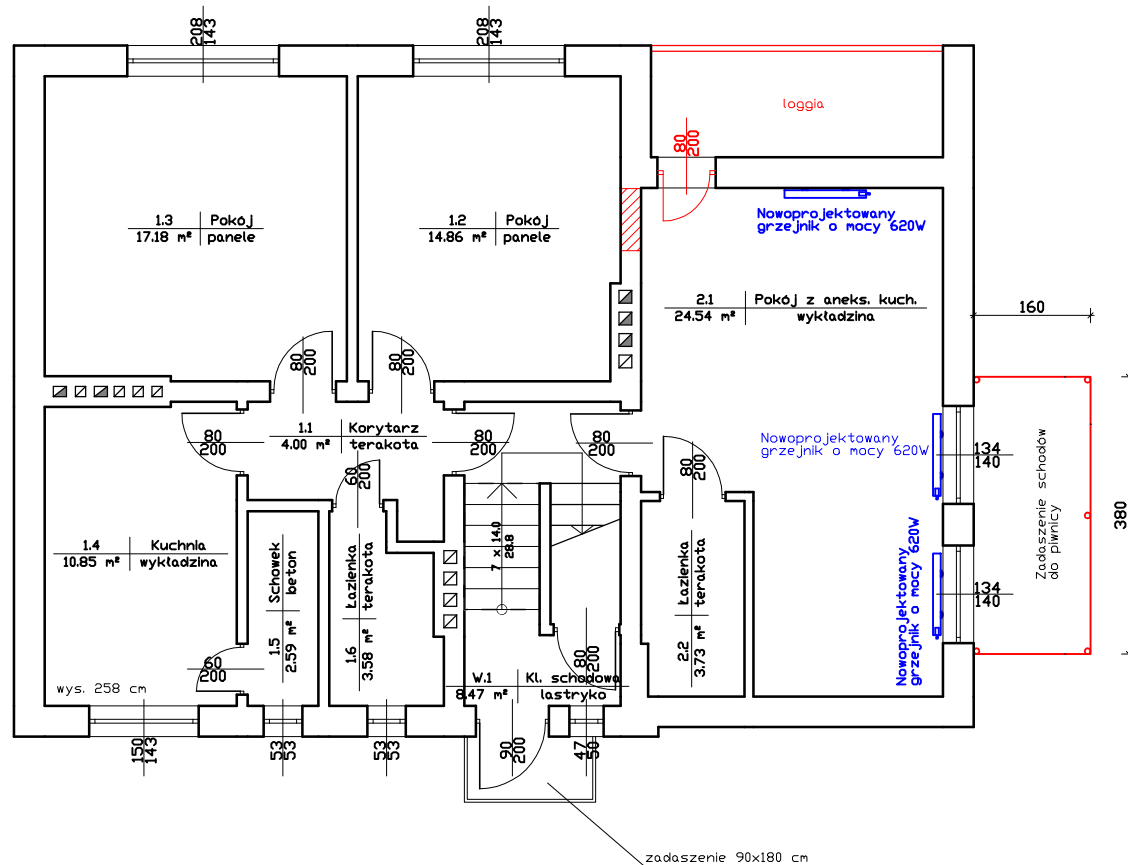 208
143
208
143
loggia
80
200
1.3 Pokój
17.18 m² panele
1.2 Pokój
14.86 m² panele
Nowoprojektowany
grzejnik o mocy 620W
2.1 Pokój z aneks. kuch.
24.54 m² wykładzina
160
80
200
80
200
1.1 Korytarz
4.00 m² terakota
80
200
80
200
80
200
60
200
80
200
Nowoprojektowany
grzejnik o mocy 620W
134
140
Zadaszenie schodów
do piwnicy
380
7 x 14.0
28.8
1.4 Kuchnia
10.85 m² wykładzina
1.5 Schowek
2.59 m² beton
1.6 Łazienka
3.58 m² terakota
2.2 Łazienka
3.73 m² terakota
Nowoprojektowany
grzejnik o mocy 620W
134
140
60
200
80
200
W.1 Kl. schodowa
8.47 m² lastryko
wys. 258 cm
150
143
53
53
53
53
90
200
47
50
zadaszenie 90x180 cm